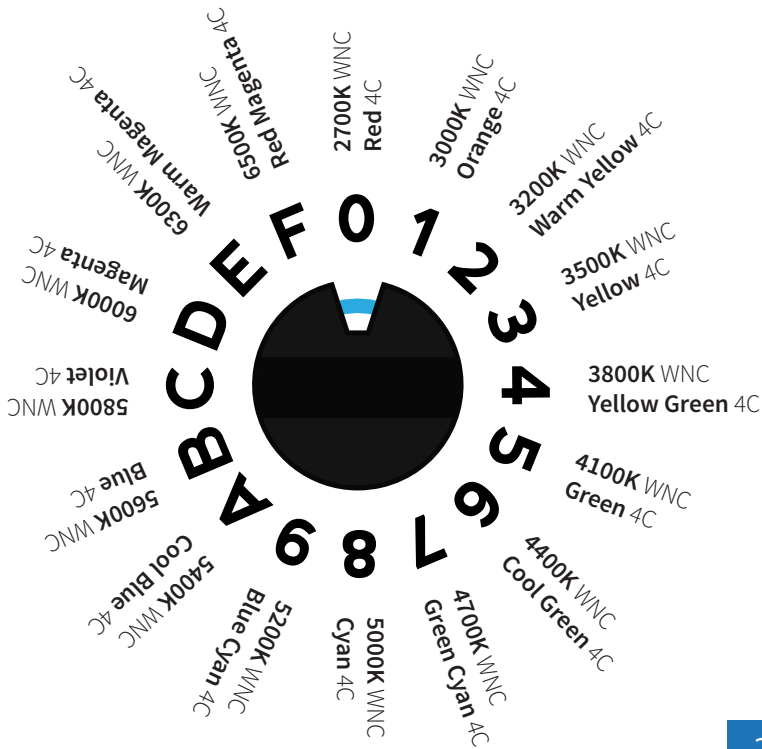 2700K WNC
Red 4C
3000K WNC
Orange 4C
3200K WNC
Warm Yellow 4C
3500K WNC
Yellow 4C
3800K WNC
Yellow Green 4C
4100K WNC
Green 4C
4400K WNC
Cool Green 4C
4700K WNC
Green Cyan 4C
5000K WNC
Cyan 4C
5200K WNC
Blue Cyan 4C
5400K WNC
Cool Blue 4C
5600K WNC
Blue 4C
5800K WNC
Violet 4C
6000K WNC
Magenta 4C
6300K WNC
Warm Magenta 4C
6500K WNC
Red Magenta 4C
0
1
2
3
4
5
6
7
8
9
A
B
C
D
E
F